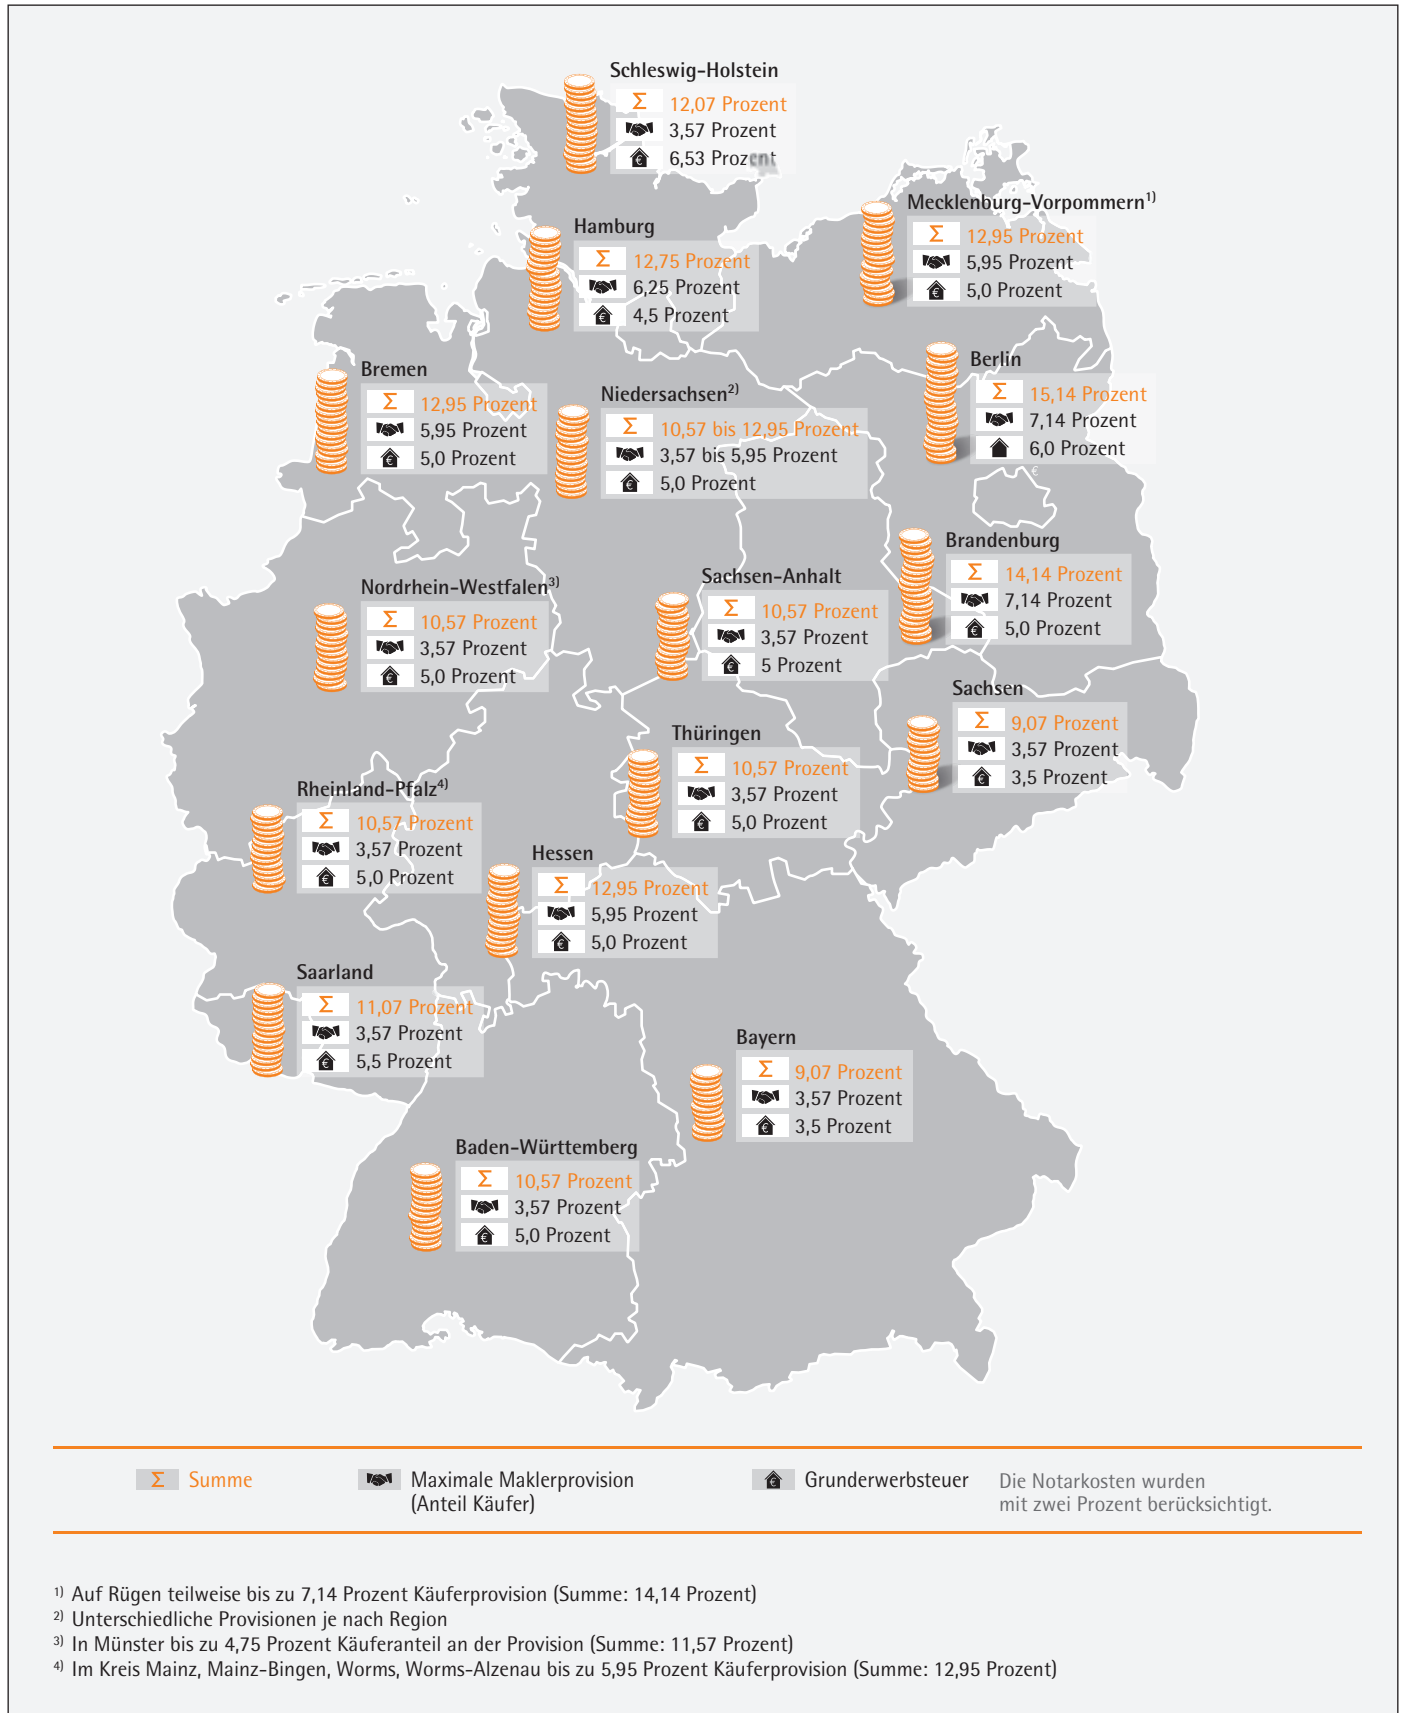 Schleswig-Holstein
Σ 12,07 Prozent
3,57 Prozent
6,53 Prozent
Mecklenburg-Vorpommern1)
Σ 12,95 Prozent
5,95 Prozent
€ 5,0 Prozent
Hamburg
Σ 12,75 Prozent
6,25 Prozent
€ 4,5 Prozent
Berlin
Σ 15,14 Prozent
7,14 Prozent
6,0 Prozent
€
Bremen
Σ 12,95 Prozent
5,95 Prozent
€ 5,0 Prozent
Niedersachsen2)
Σ 10,57 bis 12,95 Prozent
3,57 bis 5,95 Prozent
€ 5,0 Prozent
Brandenburg
Σ 14,14 Prozent
7,14 Prozent
€ 5,0 Prozent
Nordrhein-Westfalen3)
Σ 10,57 Prozent
3,57 Prozent
€ 5,0 Prozent
Sachsen-Anhalt
Σ 10,57 Prozent
3,57 Prozent
€ 5 Prozent
Sachsen
Σ 9,07 Prozent
3,57 Prozent
€ 3,5 Prozent
Thüringen
Σ 10,57 Prozent
3,57 Prozent
€ 5,0 Prozent
Rheinland-Pfalz4)
Σ 10,57 Prozent
3,57 Prozent
€ 5,0 Prozent
Hessen
Σ 12,95 Prozent
5,95 Prozent
€ 5,0 Prozent
Saarland
Σ 11,07 Prozent
3,57 Prozent
€ 5,5 Prozent
Bayern
Σ 9,07 Prozent
3,57 Prozent
€ 3,5 Prozent
Baden-Württemberg
Σ 10,57 Prozent
3,57 Prozent
€ 5,0 Prozent
Σ Summe
Maximale Maklerprovision
(Anteil Käufer)
€ Grunderwerbsteuer
Die Notarkosten wurden
mit zwei Prozent berücksichtigt.
1) Auf Rügen teilweise bis zu 7,14 Prozent Käuferprovision (Summe: 14,14 Prozent)
2) Unterschiedliche Provisionen je nach Region
3) In Münster bis zu 4,75 Prozent Käuferanteil an der Provision (Summe: 11,57 Prozent)
4) Im Kreis Mainz, Mainz-Bingen, Worms, Worms-Alzenau bis zu 5,95 Prozent Käuferprovision (Summe: 12,95 Prozent)